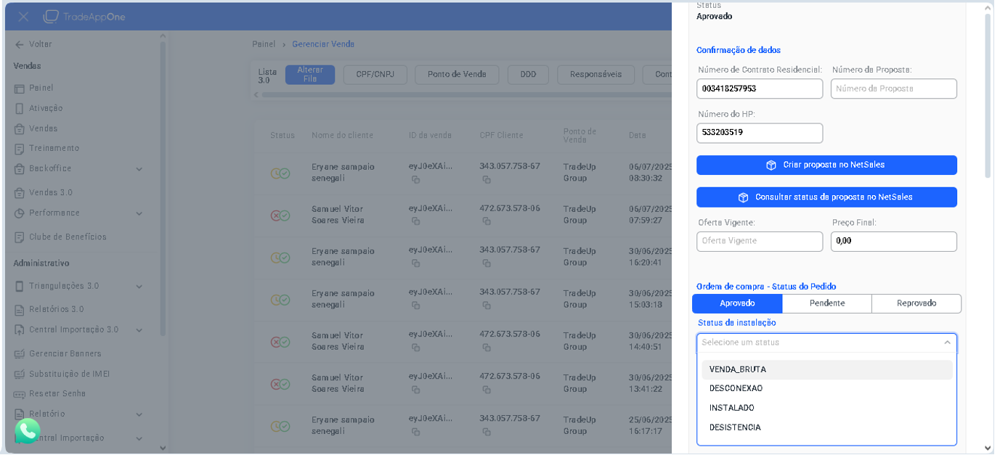 TradeAppOne
Voltar
Vendas
Painel
Ativação
Vendas
Treinamento
Backoffice
Vendas 3.0
Performance
Clube de Benefícios
Administrativo
Triangulações 3.0
Relatórios 3.0
Central Importação 3.0
Gerenciar Banners
Substituição de IMEI
Resetar Senha
Relatório
Central Importação
Painel > Gerenciar Venda
Lista 3.0
Alterar Fila
CPF/CNPJ
Ponto de Venda
DDD
Responsáveis
Status Nome do cliente ID da venda CPF Cliente Ponto de Venda Data
Eryane sampaio eyJ0eXAi... 343.057.758-67 TradeUp 06/07/2025
senegali Group 08:30:32
Samuel Vitor eyJ0eXAi... 472.673.578-06 TradeUp 06/07/2025
Soares Vieira Group 07:59:27
Eryane sampaio eyJ0eXAi... 343.057.758-67 TradeUp 30/06/2025
senegali Group 16:20:41
Eryane sampaio eyJ0eXAi... 343.057.758-67 TradeUp 30/06/2025
senegali Group 15:03:18
Samuel Vitor eyJ0eXAi... 472.673.578-06 TradeUp 30/06/2025
Soares Vieira Group 14:40:51
Samuel Vitor eyJ0eXAi... 472.673.578-06 TradeUp 30/06/2025
Soares Vieira Group 13:41:22
Eryane sampaio eyJ0eXAi... 343.057.758-67 TradeUp 25/06/2025
senegali Group 16:17:17
Status
Aprovado
Confirmação de dados
Número de Contrato Residencial: Número da Proposta:
003418257953 Número da Proposta
Número do HP:
533203519
Criar proposta no NetSales
Consultar status da proposta no NetSales
Oferta Vigente: Preço Final:
Oferta Vigente 0,00
Ordem de compra - Status do Pedido
Aprovado Pendente Reprovado
Status da instalação
Selecione um status
VENDA_BRUTA
DESCONEXAO
INSTALADO
DESISTENCIA